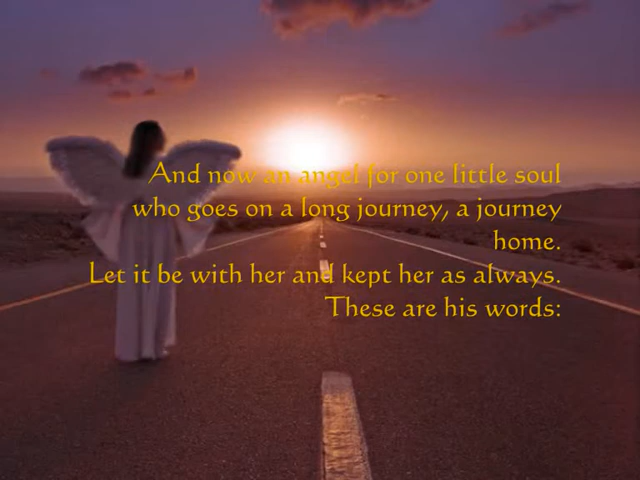 And now an angel for one little soul
who goes on a long journey, a journey
home.
Let it be with her and kept her as always.
These are his words: